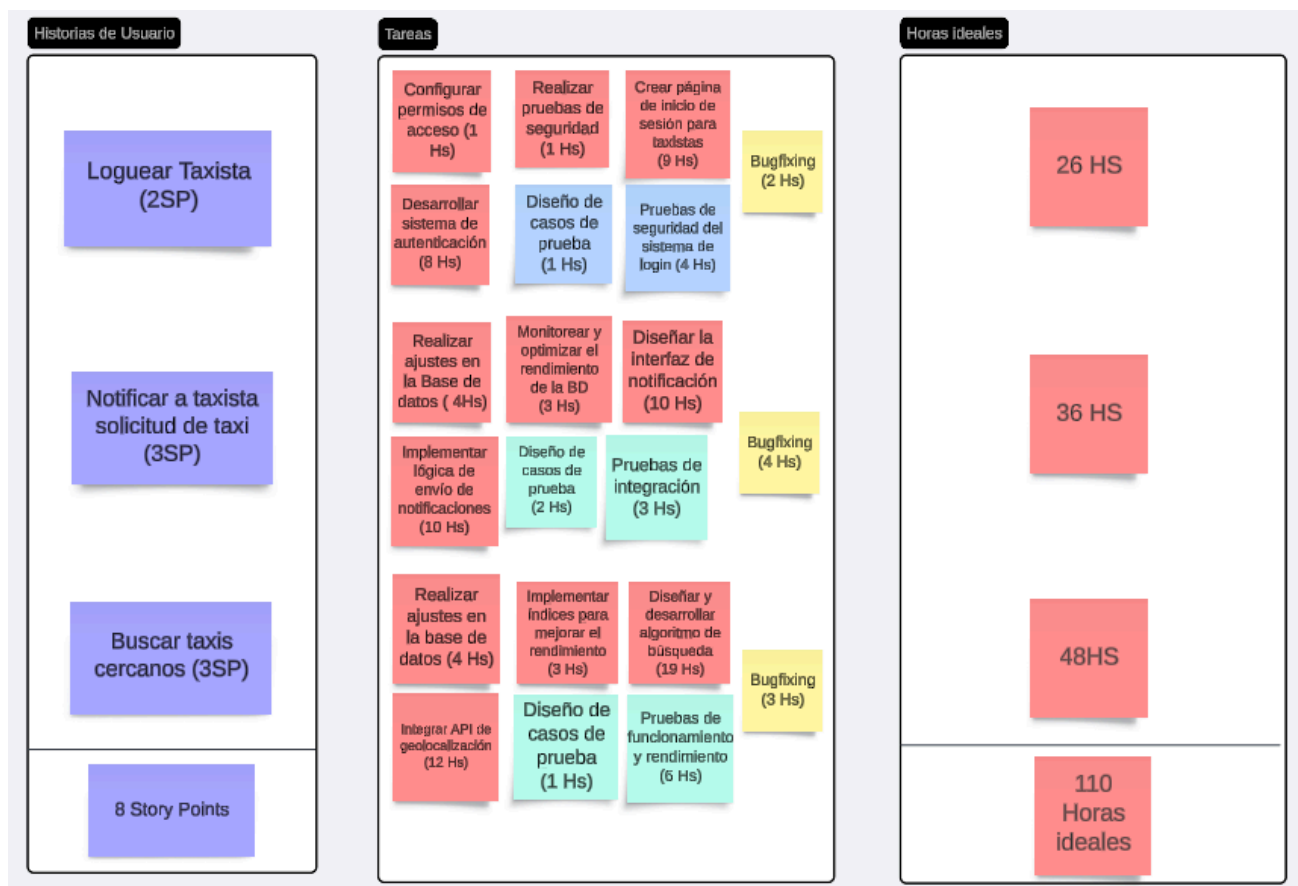 Historias de Usuario
Tareas
Horas ideales
Loguear Taxista
(2SP)
Configurar
permisos de
acceso (1
Hs)
Realizar
pruebas de
seguridad
(1 Hs)
Crear página
de inicio de
sesión para
taxistas
(9 Hs)
Bugfixing
(2 Hs)
Desarrollar
sistema de
autenticación
(8 Hs)
Diseño de
casos de
prueba
(1 Hs)
Pruebas de
seguridad del
sistema de
login (4 Hs)
26 HS
Notificar a taxista
solicitud de taxi
(3SP)
Realizar
ajustes en
la Base de
datos ( 4Hs)
Monitorear y
optimizar el
rendimiento
de la BD
(3 Hs)
Diseñar la
interfaz de
notificación
(10 Hs)
Bugfixing
(4 Hs)
Implementar
lógica de
envío de
notificaciones
(10 Hs)
Diseño de
casos de
prueba
(2 Hs)
Pruebas de
integración
(3 Hs)
36 HS
Buscar taxis
cercanos (3SP)
Realizar
ajustes en
la base de
datos (4 Hs)
Implementar
índices para
mejorar el
rendimiento
(3 Hs)
Diseñar y
desarrollar
algoritmo de
búsqueda
(19 Hs)
Bugfixing
(3 Hs)
Integrar API de
geolocalización
(12 Hs)
Diseño de
casos de
prueba
(1 Hs)
Pruebas de
funcionamiento
y rendimiento
(6 Hs)
48HS
8 Story Points
110
Horas
ideales